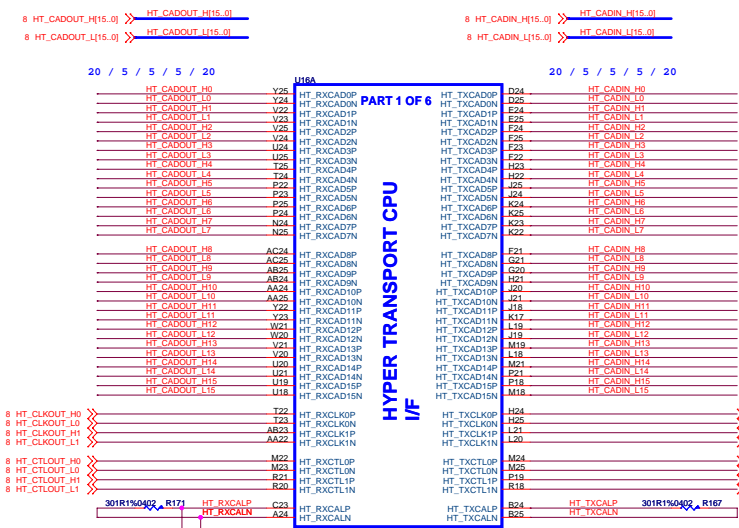 8 HT_CADOUT_H[15..0] HT_CADOUT_H[15..0] 8 HT_CADIN_H[15..0] HT_CADIN_H[15..0]
8 HT_CADOUT_L[15..0] HT_CADOUT_L[15..0] 8 HT_CADIN_L[15..0] HT_CADIN_L[15..0]
20 / 5 / 5 / 5 / 20 20 / 5 / 5 / 5 / 20
U16A
PART 1 OF 6
HYPER TRANSPORT CPU
I/F
HT_CADOUT_H0 Y25 HT_RXCAD0P HT_TXCAD0P D24 HT_CADIN_H0
HT_CADOUT_L0 Y24 HT_RXCAD0N HT_TXCAD0N D25 HT_CADIN_L0
HT_CADOUT_H1 V22 HT_RXCAD1P HT_TXCAD1P E24 HT_CADIN_H1
HT_CADOUT_L1 V23 HT_RXCAD1N HT_TXCAD1N E25 HT_CADIN_L1
HT_CADOUT_H2 V25 HT_RXCAD2P HT_TXCAD2P F24 HT_CADIN_H2
HT_CADOUT_L2 V24 HT_RXCAD2N HT_TXCAD2N F25 HT_CADIN_L2
HT_CADOUT_H3 U24 HT_RXCAD3P HT_TXCAD3P F23 HT_CADIN_H3
HT_CADOUT_L3 U25 HT_RXCAD3N HT_TXCAD3N F22 HT_CADIN_L3
HT_CADOUT_H4 T25 HT_RXCAD4P HT_TXCAD4P H23 HT_CADIN_H4
HT_CADOUT_L4 T24 HT_RXCAD4N HT_TXCAD4N H22 HT_CADIN_L4
HT_CADOUT_H5 P22 HT_RXCAD5P HT_TXCAD5P J25 HT_CADIN_H5
HT_CADOUT_L5 P23 HT_RXCAD5N HT_TXCAD5N J24 HT_CADIN_L5
HT_CADOUT_H6 P25 HT_RXCAD6P HT_TXCAD6P K24 HT_CADIN_H6
HT_CADOUT_L6 P24 HT_RXCAD6N HT_TXCAD6N K25 HT_CADIN_L6
HT_CADOUT_H7 N24 HT_RXCAD7P HT_TXCAD7P K23 HT_CADIN_H7
HT_CADOUT_L7 N25 HT_RXCAD7N HT_TXCAD7N K22 HT_CADIN_L7
HT_CADOUT_H8 AC24 HT_RXCAD8P HT_TXCAD8P F21 HT_CADIN_H8
HT_CADOUT_L8 AC25 HT_RXCAD8N HT_TXCAD8N G21 HT_CADIN_L8
HT_CADOUT_H9 AB25 HT_RXCAD9P HT_TXCAD9P G20 HT_CADIN_H9
HT_CADOUT_L9 AB24 HT_RXCAD9N HT_TXCAD9N H21 HT_CADIN_L9
HT_CADOUT_H10 AA24 HT_RXCAD10P HT_TXCAD10P J20 HT_CADIN_H10
HT_CADOUT_L10 AA25 HT_RXCAD10N HT_TXCAD10N J21 HT_CADIN_L10
HT_CADOUT_H11 Y22 HT_RXCAD11P HT_TXCAD11P J18 HT_CADIN_H11
HT_CADOUT_L11 Y23 HT_RXCAD11N HT_TXCAD11N K17 HT_CADIN_L11
HT_CADOUT_H12 W21 HT_RXCAD12P HT_TXCAD12P L19 HT_CADIN_H12
HT_CADOUT_L12 W20 HT_RXCAD12N HT_TXCAD12N J19 HT_CADIN_L12
HT_CADOUT_H13 V21 HT_RXCAD13P HT_TXCAD13P M19 HT_CADIN_H13
HT_CADOUT_L13 V20 HT_RXCAD13N HT_TXCAD13N L18 HT_CADIN_L13
HT_CADOUT_H14 U20 HT_RXCAD14P HT_TXCAD14P M21 HT_CADIN_H14
HT_CADOUT_L14 U21 HT_RXCAD14N HT_TXCAD14N P21 HT_CADIN_L14
HT_CADOUT_H15 U19 HT_RXCAD15P HT_TXCAD15P P18 HT_CADIN_H15
HT_CADOUT_L15 U18 HT_RXCAD15N HT_TXCAD15N M18 HT_CADIN_L15
8 HT_CLKOUT_H0 T22 HT_RXCLK0P HT_TXCLK0P H24
8 HT_CLKOUT_L0 T23 HT_RXCLK0N HT_TXCLK0N H25
8 HT_CLKOUT_H1 AB23 HT_RXCLK1P HT_TXCLK1P L21
8 HT_CLKOUT_L1 AA22 HT_RXCLK1N HT_TXCLK1N L20
8 HT_CTLOUT_H0 M22 HT_RXCTL0P HT_TXCTL0P M24
8 HT_CTLOUT_L0 M23 HT_RXCTL0N HT_TXCTL0N M25
8 HT_CTLOUT_H1 R21 HT_RXCTL1P HT_TXCTL1P P19
8 HT_CTLOUT_L1 R20 HT_RXCTL1N HT_TXCTL1N R18
301R1%0402 R171 HT_RXCALP C23 HT_RXCALP HT_TXCALP B24 HT_TXCALP 301R1%0402 R167
HT_RXCALN A24 HT_RXCALN HT_TXCALN B25 HT_TXCALN